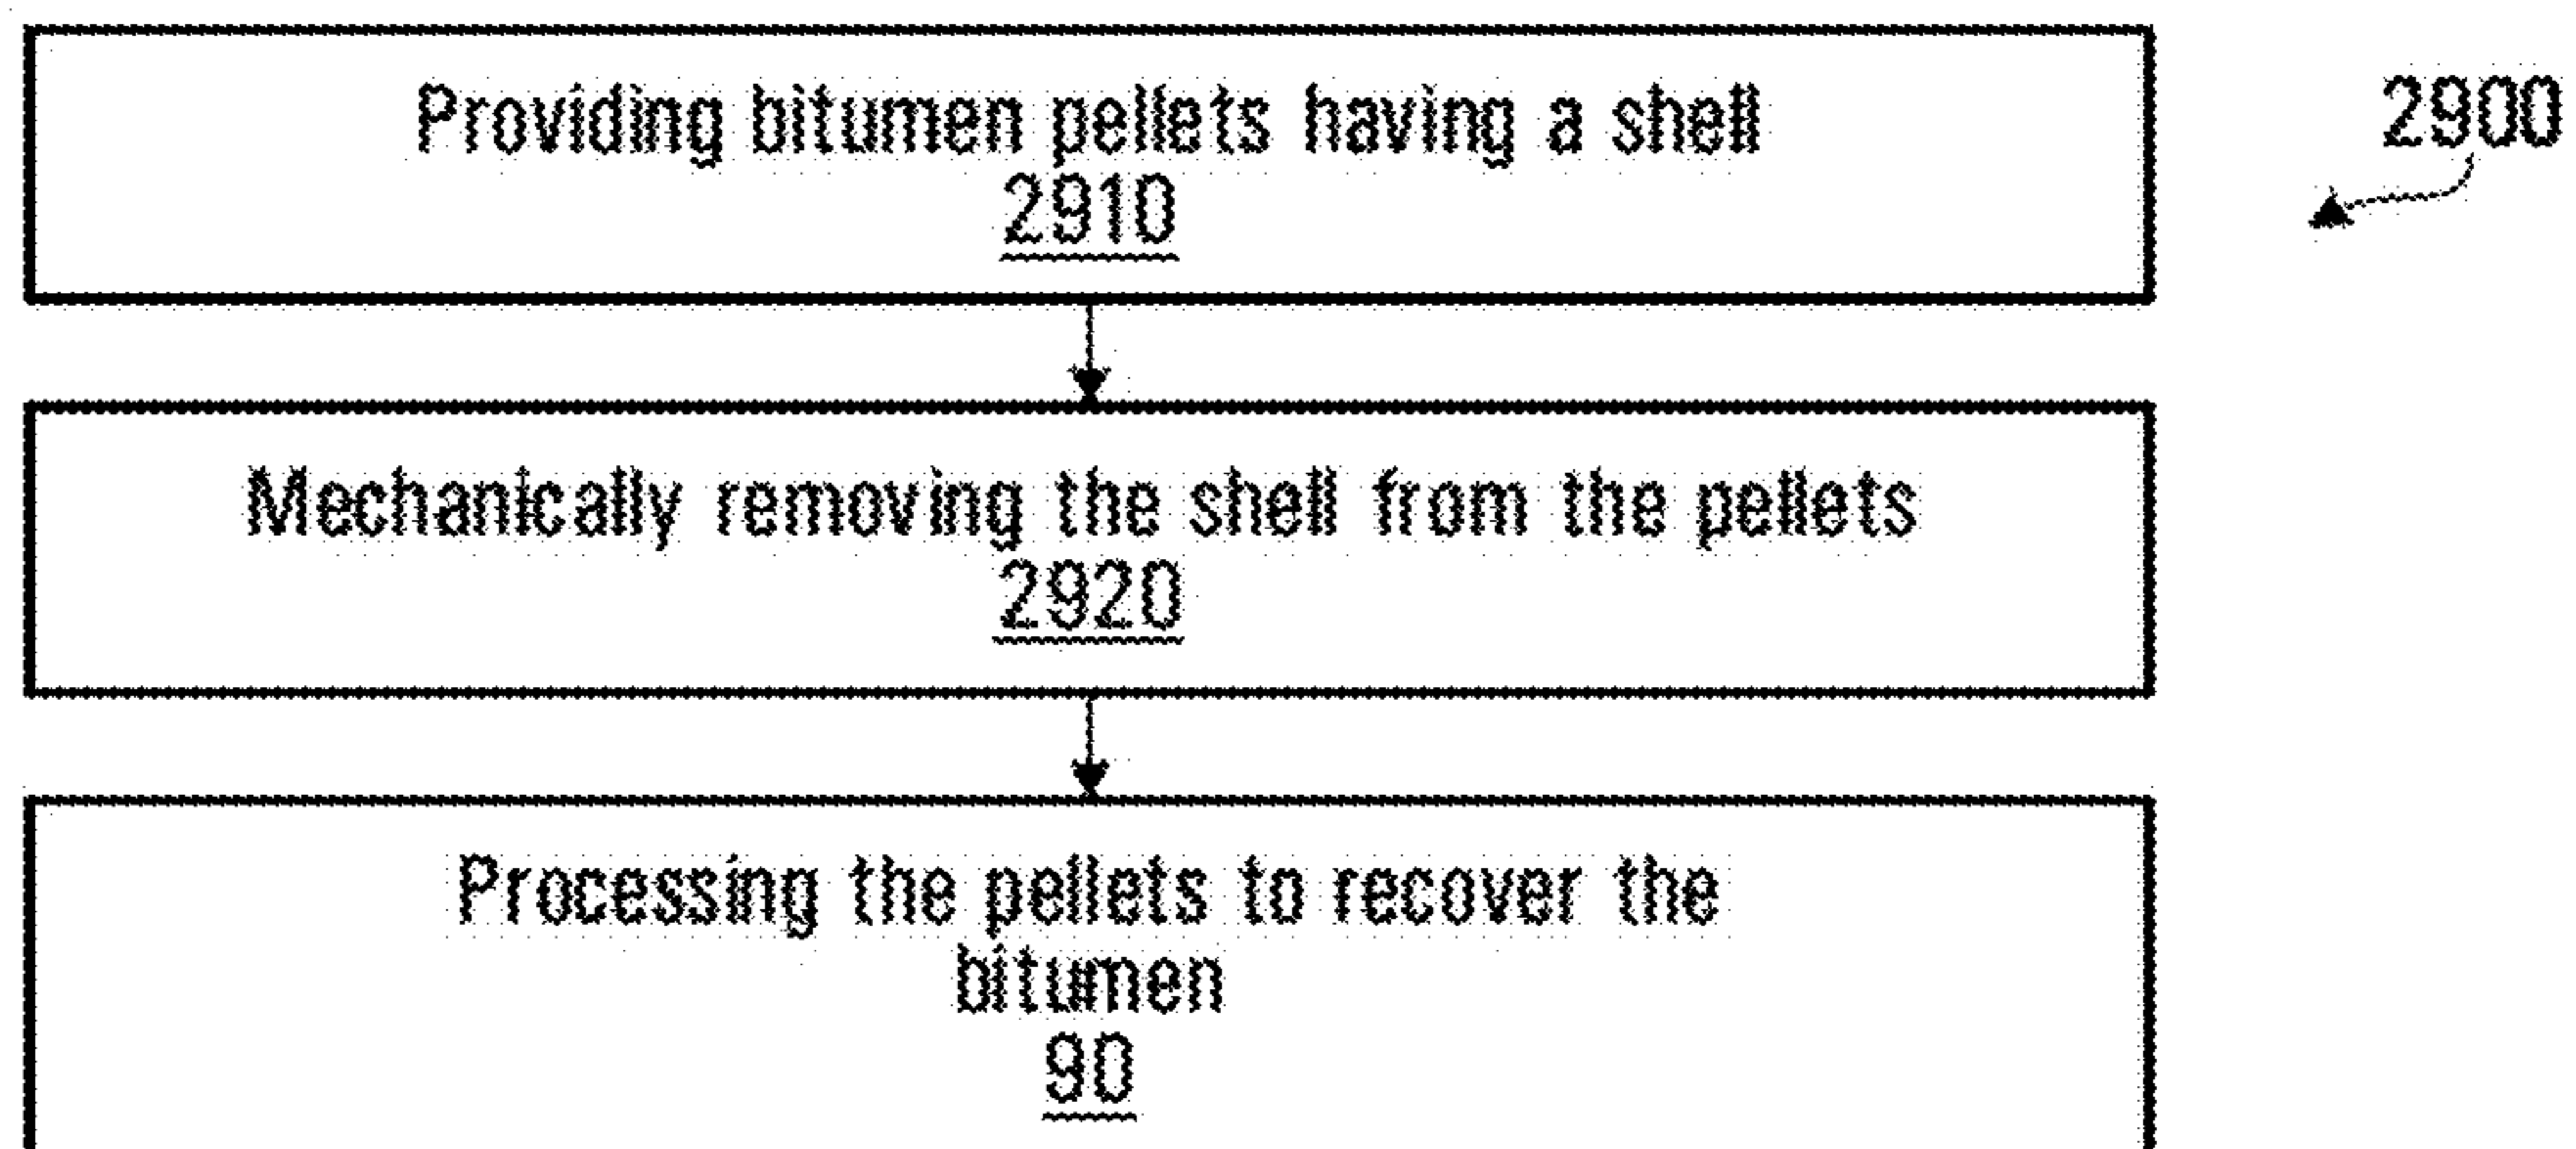 Providing bitumen pellets having a shell
2910
2900
Mechanically removing the shell from the pellets
2920
Processing the pellets to recover the
bitumen
90